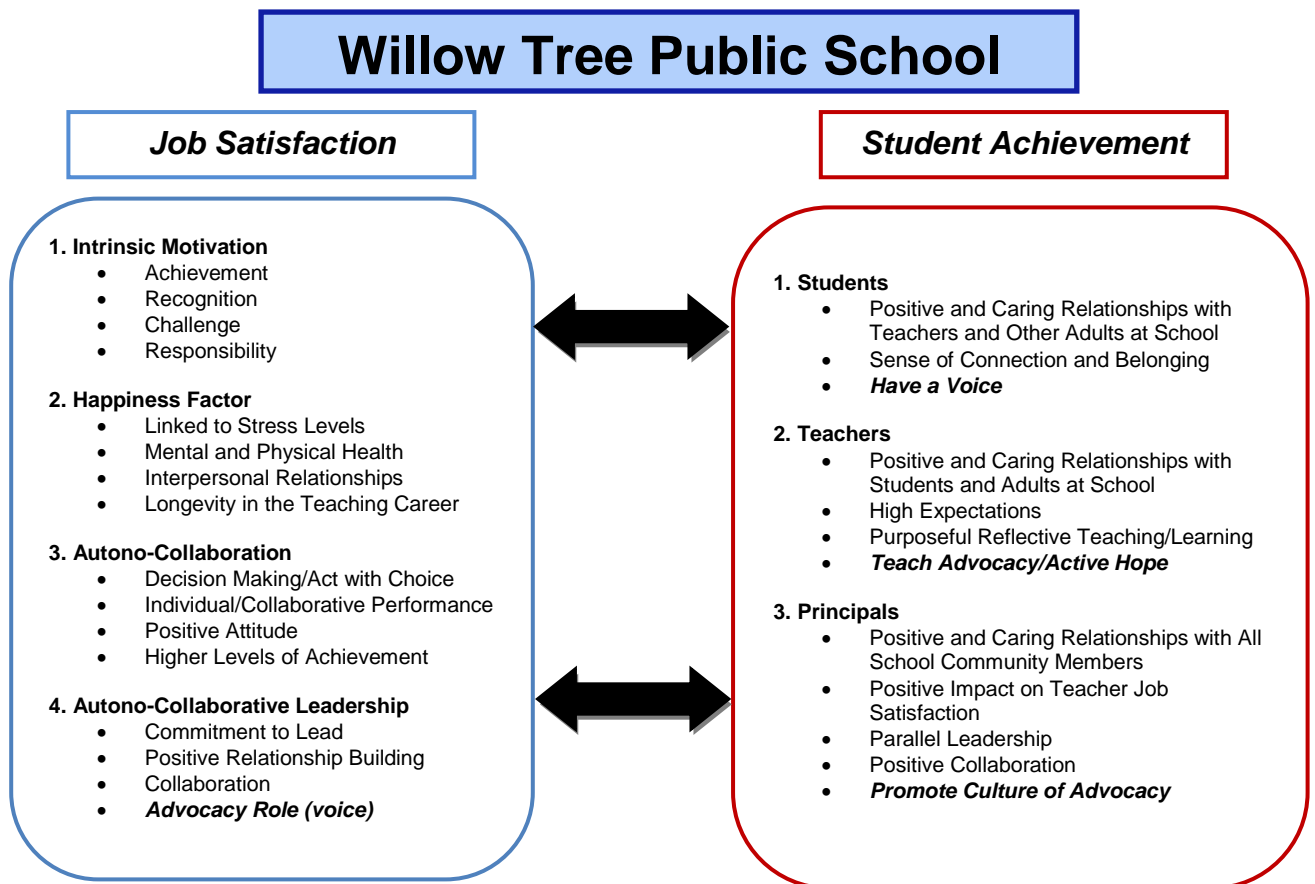 Willow Tree Public School
Job Satisfaction
1. Intrinsic Motivation
• Achievement
• Recognition
• Challenge
• Responsibility
2. Happiness Factor
• Linked to Stress Levels
• Mental and Physical Health
• Interpersonal Relationships
• Longevity in the Teaching Career
3. Autono-Collaboration
• Decision Making/Act with Choice
• Individual/Collaborative Performance
• Positive Attitude
• Higher Levels of Achievement
4. Autono-Collaborative Leadership
• Commitment to Lead
• Positive Relationship Building
• Collaboration
• Advocacy Role (voice)
Student Achievement
1. Students
• Positive and Caring Relationships with
Teachers and Other Adults at School
• Sense of Connection and Belonging
• Have a Voice
2. Teachers
• Positive and Caring Relationships with
Students and Adults at School
• High Expectations
• Purposeful Reflective Teaching/Learning
• Teach Advocacy/Active Hope
3. Principals
• Positive and Caring Relationships with All
School Community Members
• Positive Impact on Teacher Job
Satisfaction
• Parallel Leadership
• Positive Collaboration
• Promote Culture of Advocacy